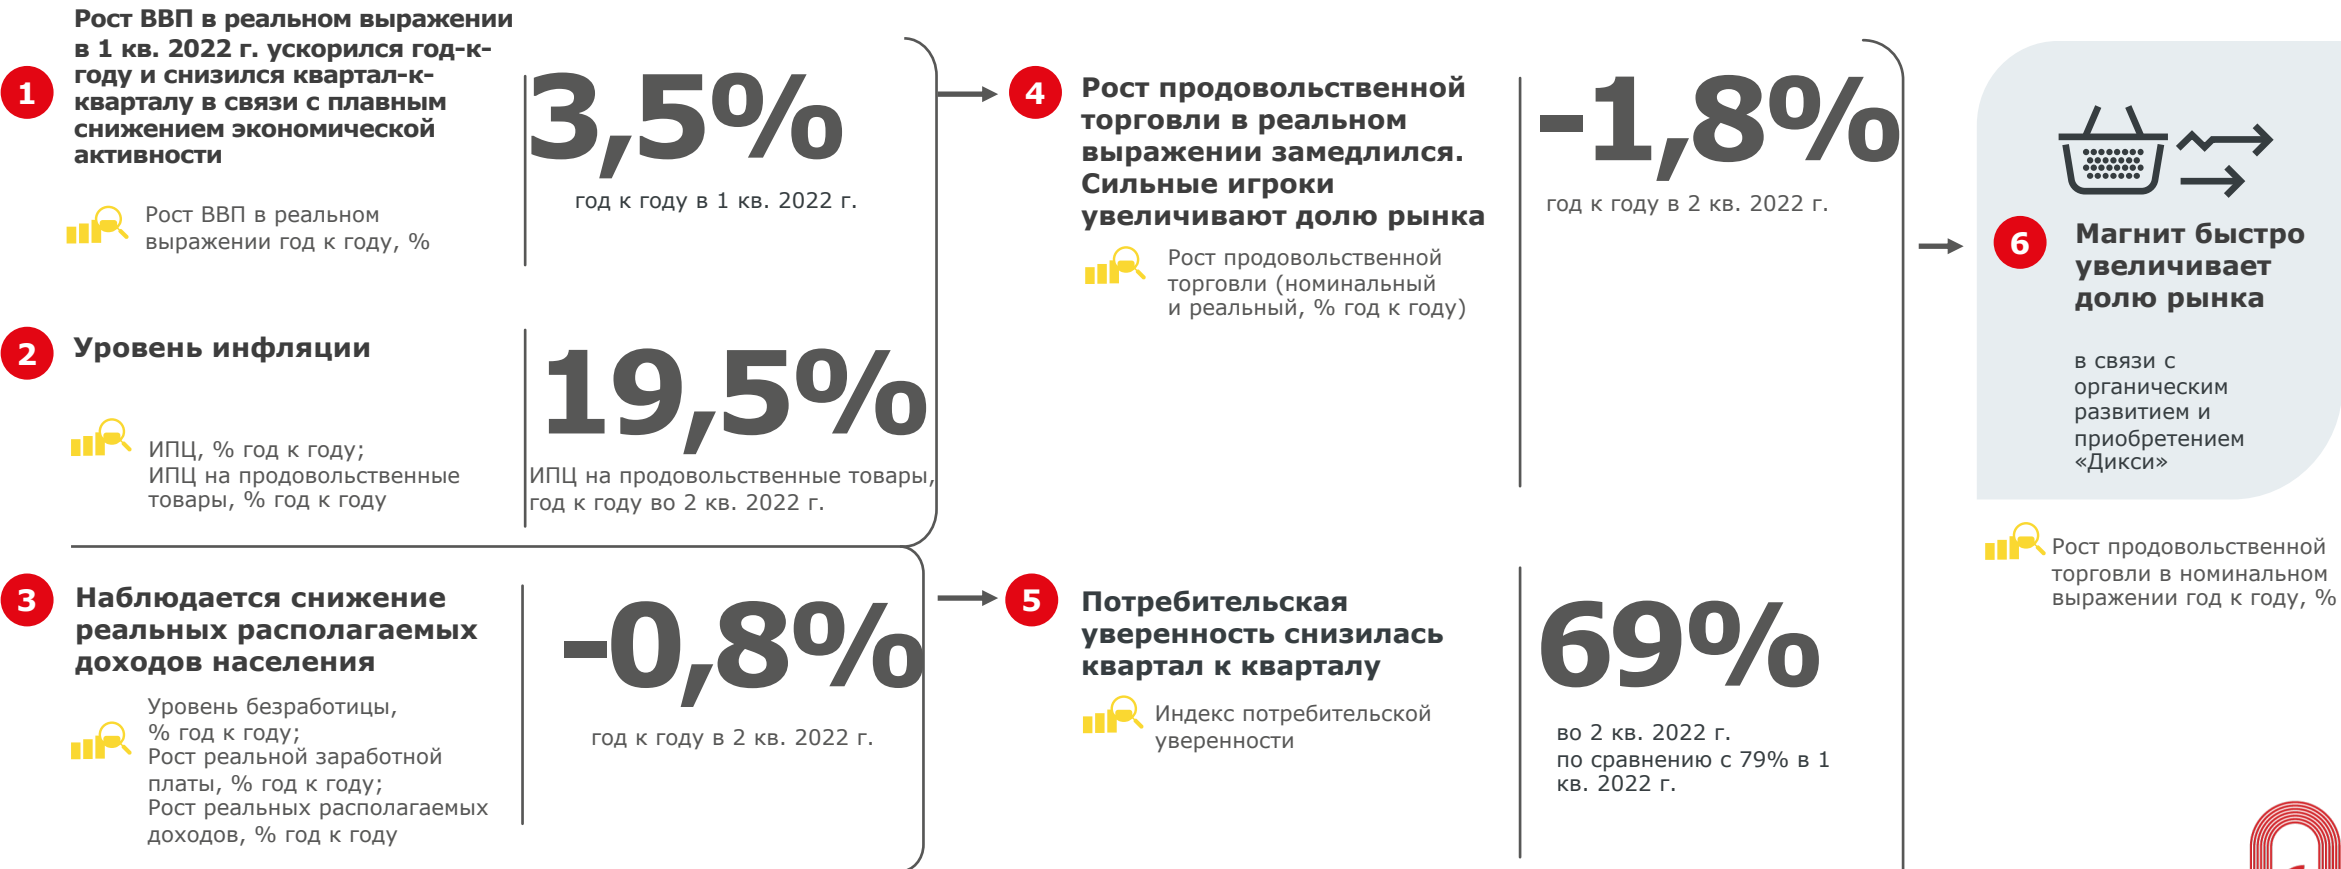 1
Рост ВВП в реальном выражении
в 1 кв. 2022 г. ускорился год-к-
году и снизился квартал-к-
кварталу в связи с плавным
снижением экономической
активности
Рост ВВП в реальном
выражении год к году, %
3,5%
год к году в 1 кв. 2022 г.
2
Уровень инфляции
ИПЦ, % год к году;
ИПЦ на продовольственные
товары, % год к году
19,5%
ИПЦ на продовольственные товары,
год к году во 2 кв. 2022 г.
3
Наблюдается снижение
реальных располагаемых
доходов населения
Уровень безработицы,
% год к году;
Рост реальной заработной
платы, % год к году;
Рост реальных располагаемых
доходов, % год к году
-0,8%
год к году в 2 кв. 2022 г.
4
Рост продовольственной
торговли в реальном
выражении замедлился.
Сильные игроки
увеличивают долю рынка
Рост продовольственной
торговли (номинальный
и реальный, % год к году)
-1,8%
год к году в 2 кв. 2022 г.
5
Потребительская
уверенность снизилась
квартал к кварталу
Индекс потребительской
уверенности
69%
во 2 кв. 2022 г.
по сравнению с 79% в 1
кв. 2022 г.
6
Магнит быстро
увеличивает
долю рынка
в связи с
органическим
развитием и
приобретением
«Дикси»
Рост продовольственной
торговли в номинальном
выражении год к году, %